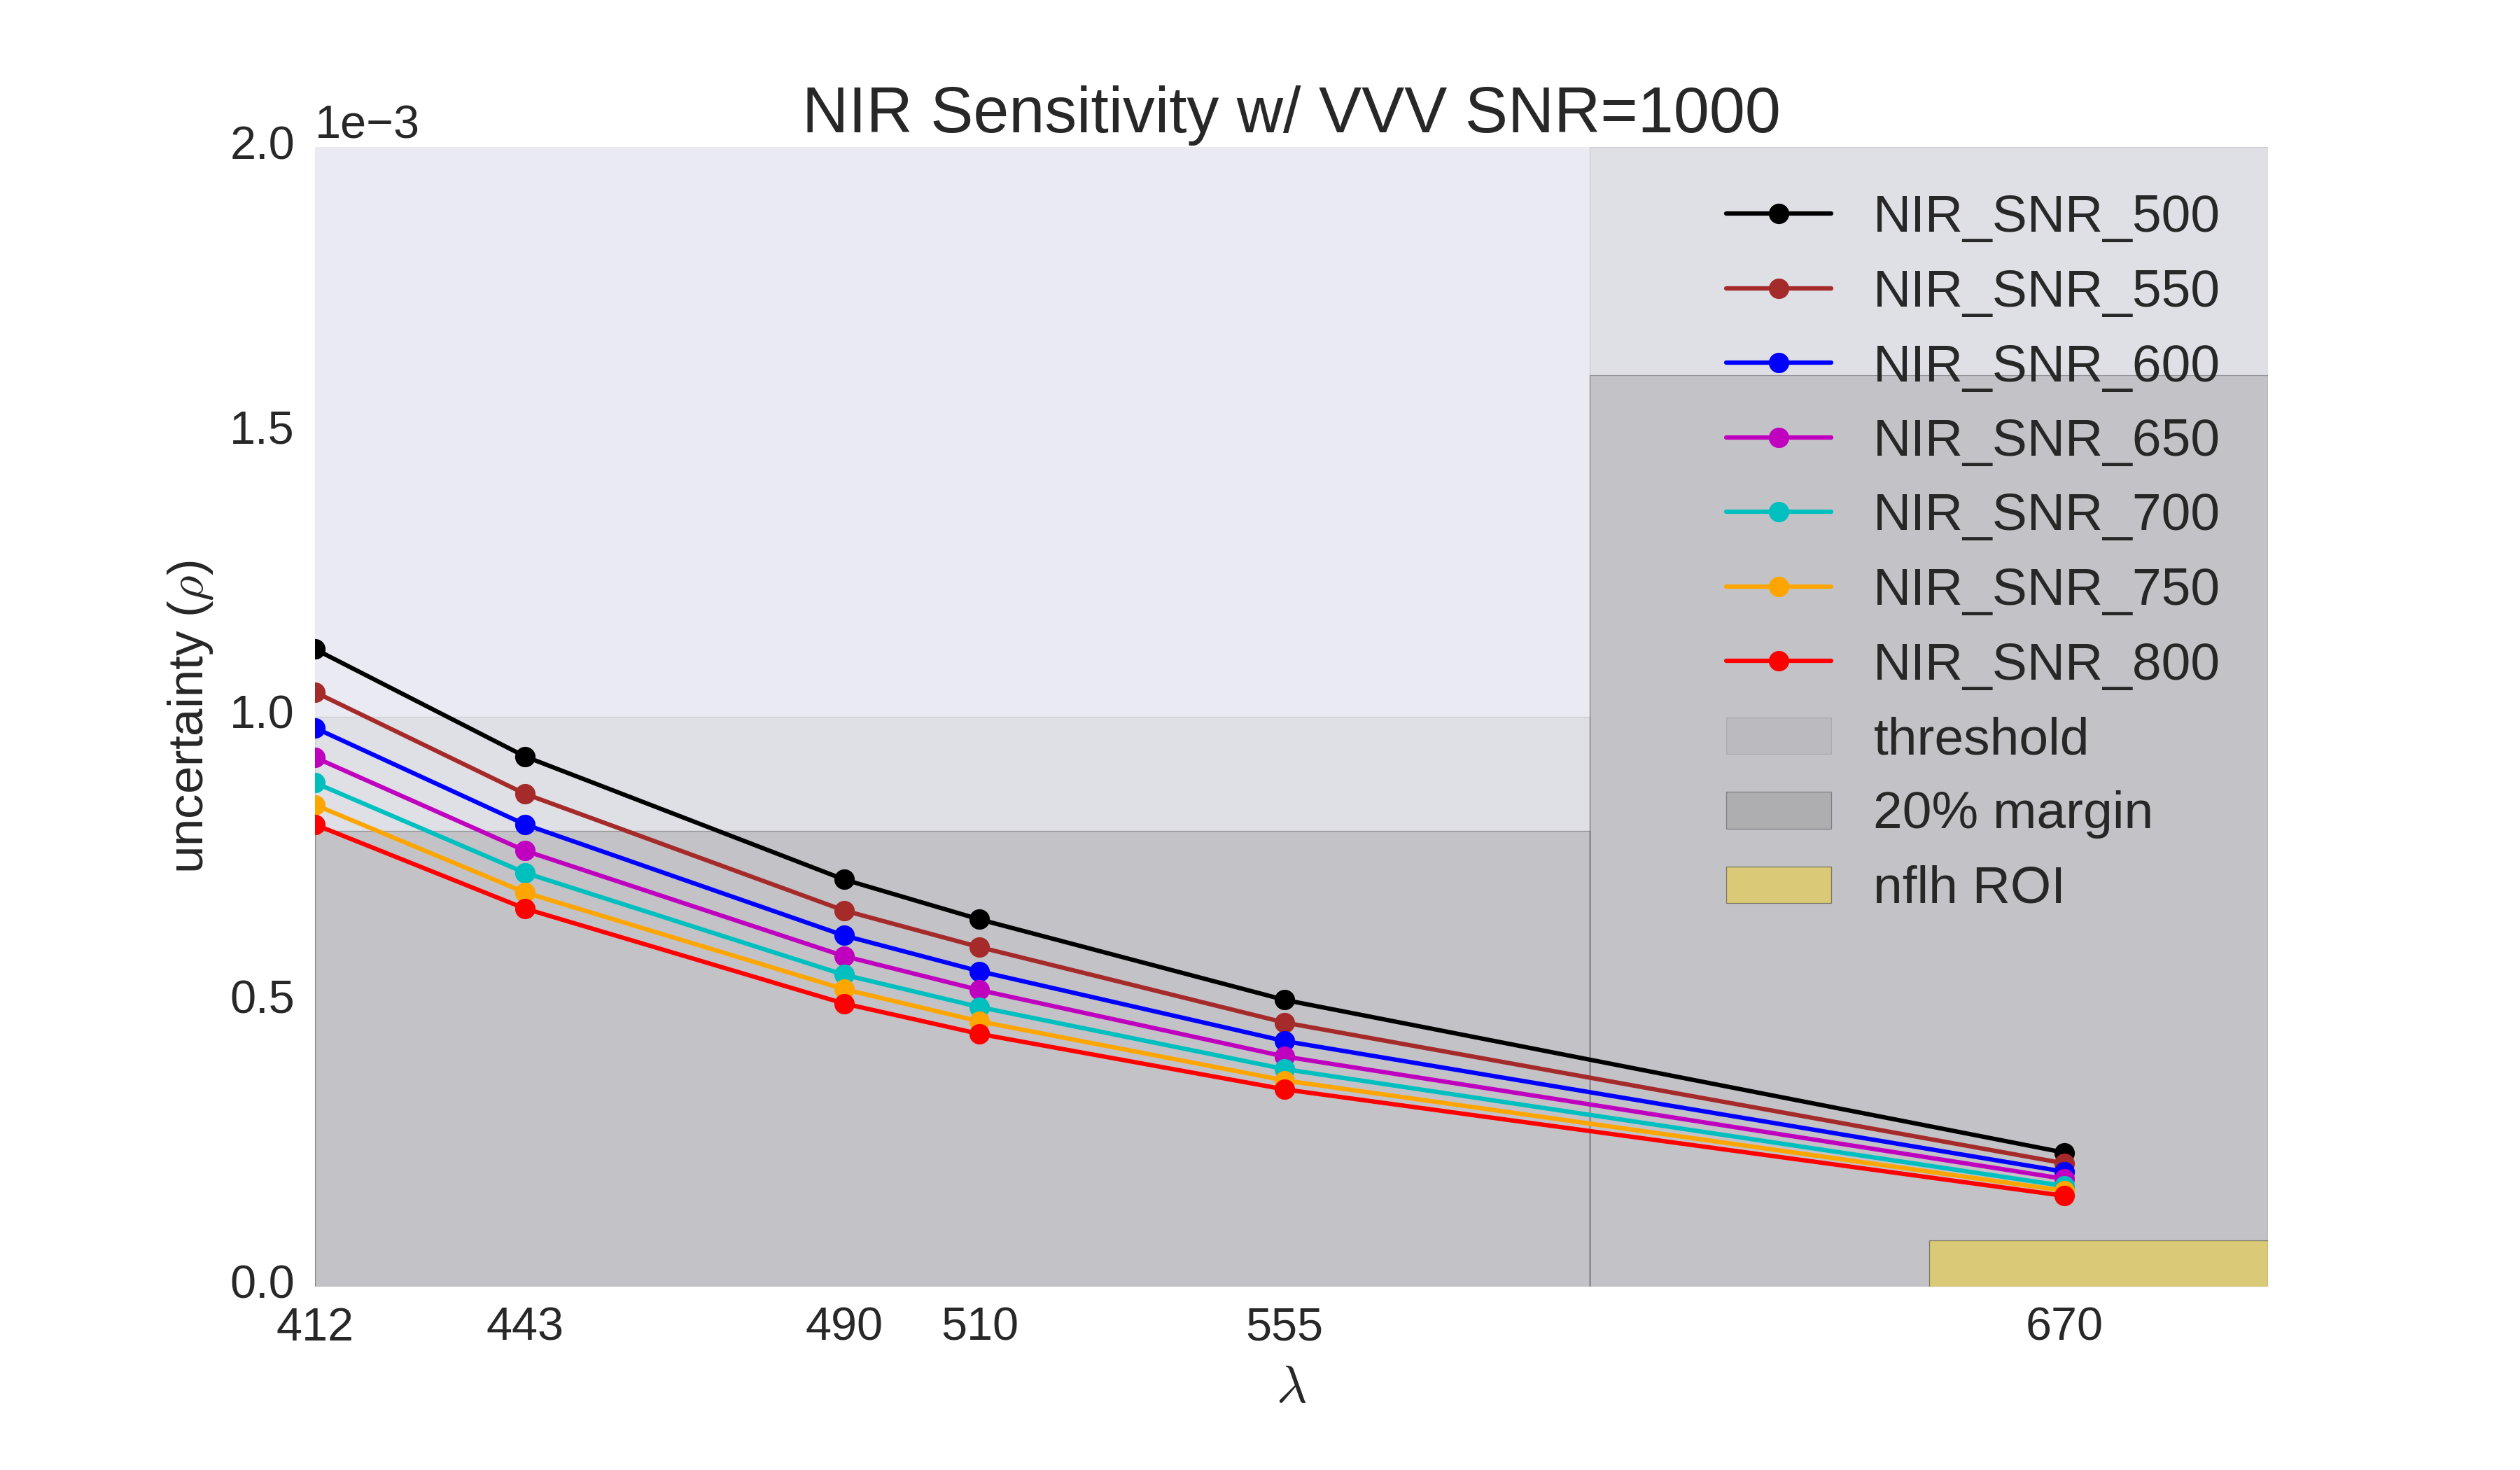 NIR Sensitivity w/ VVV SNR=1000
1e−3
2.0
1.5
1.0
0.5
0.0
uncertainty (ρ)
412 443 490 510 555 670
λ
NIR_SNR_500
NIR_SNR_550
NIR_SNR_600
NIR_SNR_650
NIR_SNR_700
NIR_SNR_750
NIR_SNR_800
threshold
20% margin
nflh ROI